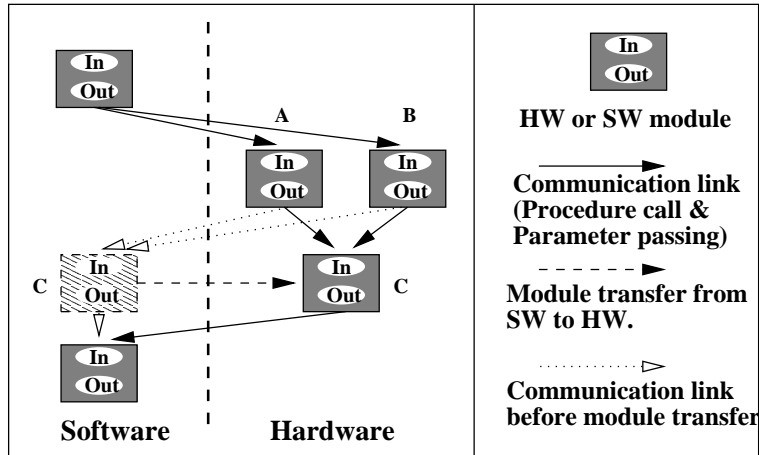 In
Out
A
B
In
Out
In
Out
C
In
Out
In
Out
C
In
Out
Software
Hardware
In
Out
HW or SW module
Communication link
(Procedure call &
Parameter passing)
Module transfer from
SW to HW.
Communication link
before module transfer